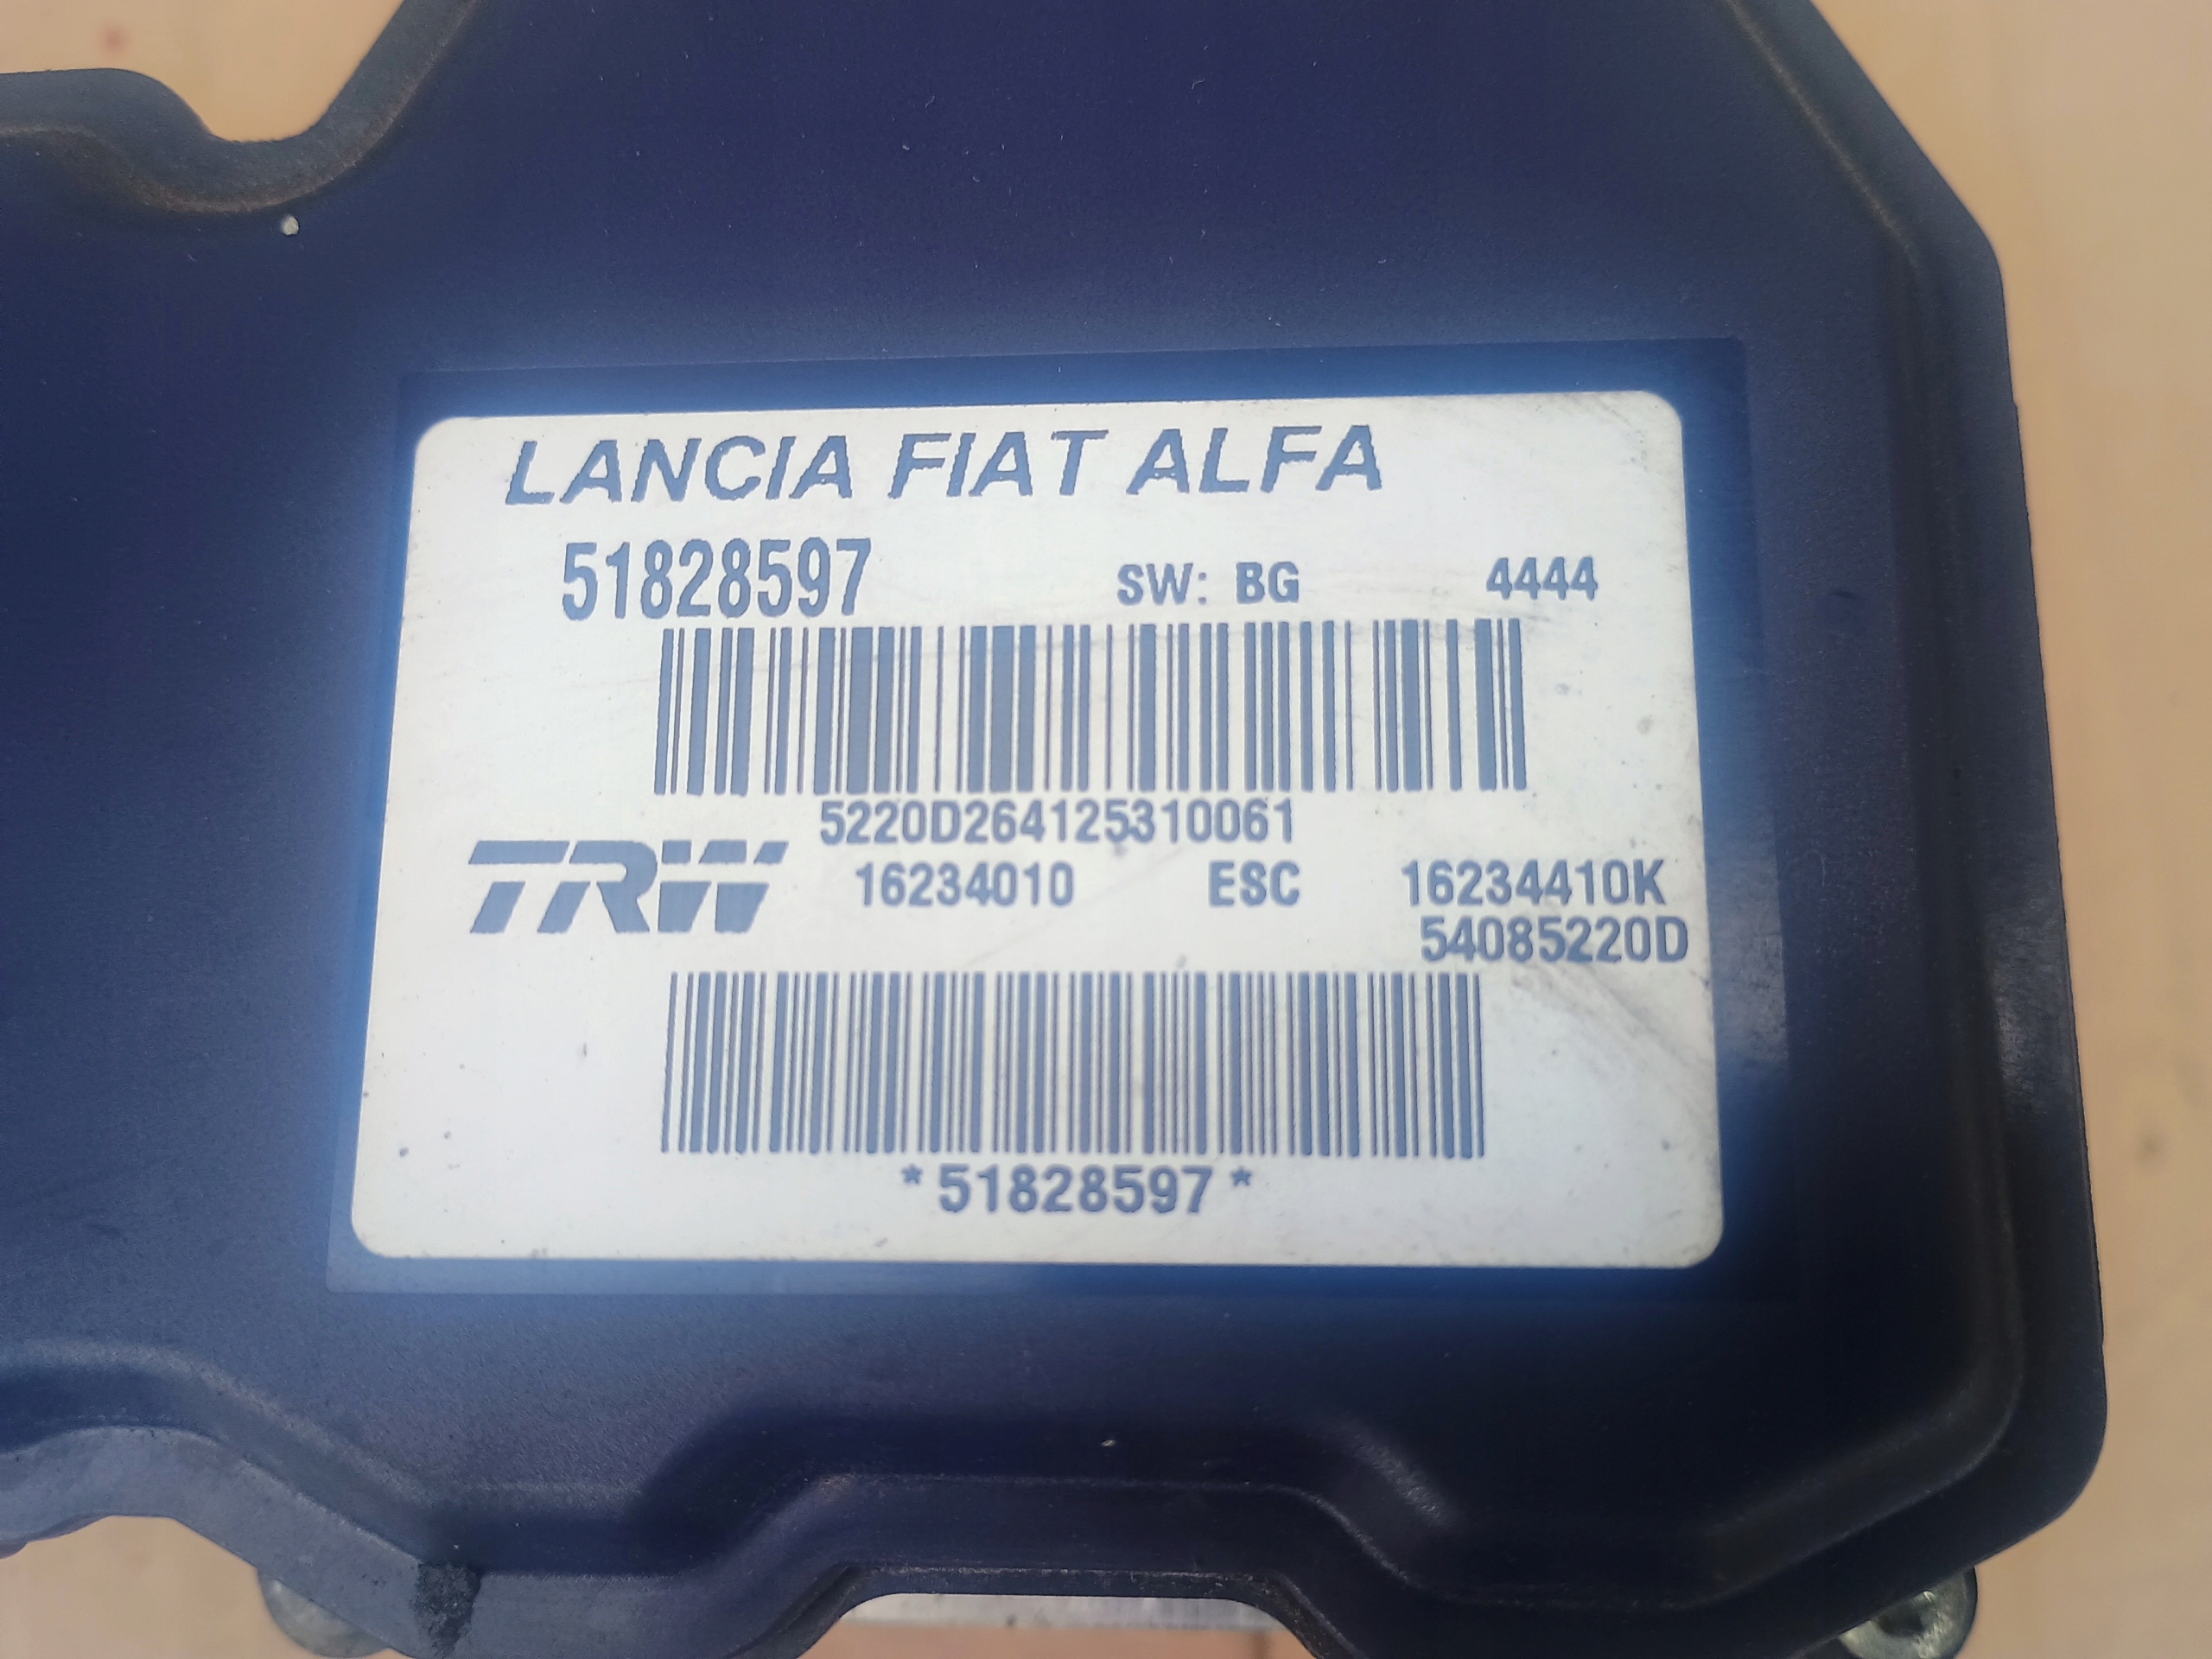 LANCIA FIAT ALFA
51828597 SW: BG 4444
5220D264125310061
TRW 16234010 ESC 16234410K
54085220D
*51828597*